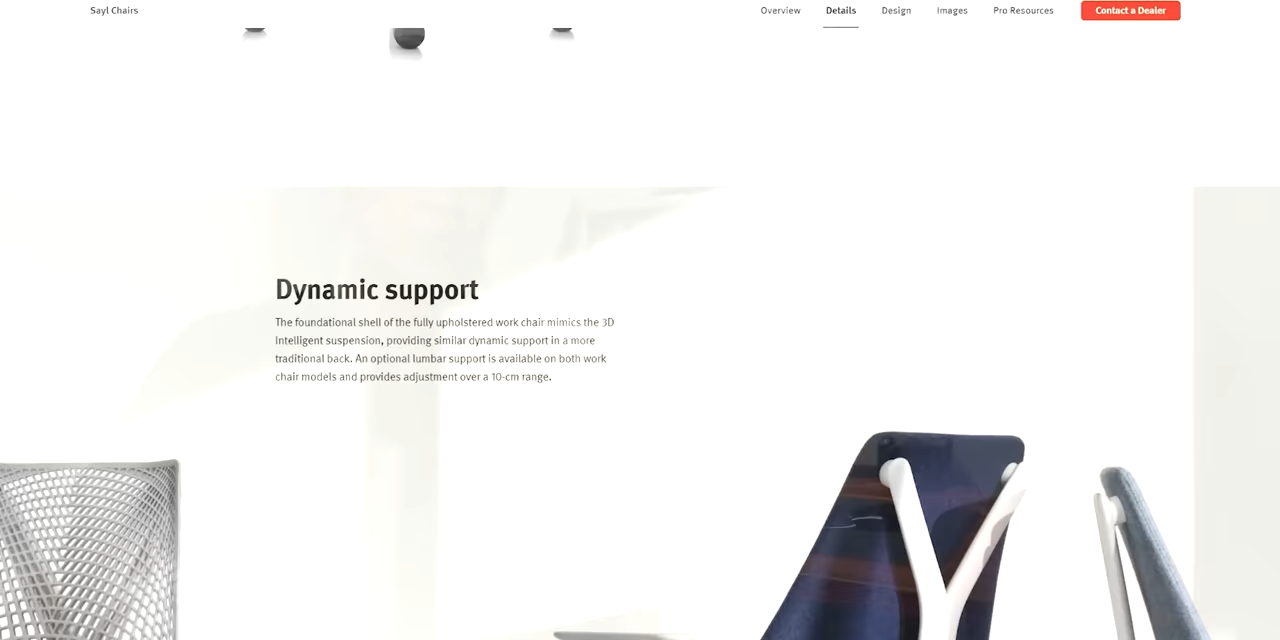 Sayl Chairs
Overview
Details
Design
Images
Pro Resources
Contact a Dealer
Dynamic support
The foundational shell of the fully upholstered work chair mimics the 3D
Intelligent suspension, providing similar dynamic support in a more
traditional back. An optional lumbar support is available on both work
chair models and provides adjustment over a 10-cm range.